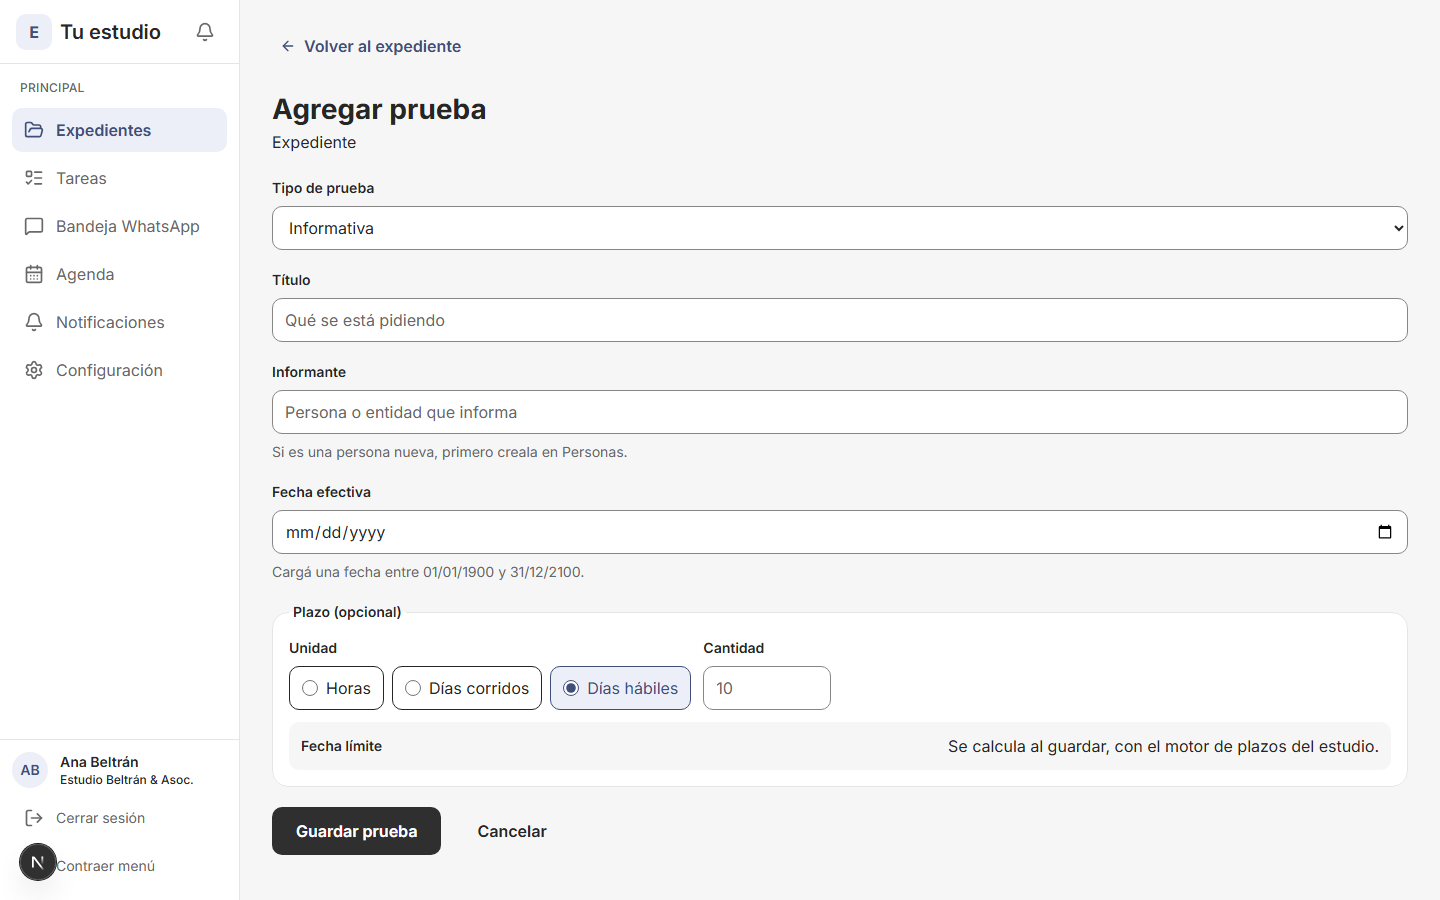 E Tu estudio
PRINCIPAL
Expedientes
Tareas
Bandeja WhatsApp
Agenda
Notificaciones
Configuración
AB Ana Beltrán
Estudio Beltrán & Asoc.
Cerrar sesión
N Contraer menú
Volver al expediente
Agregar prueba
Expediente
Tipo de prueba
Informativa
Título
Qué se está pidiendo
Informante
Persona o entidad que informa
Si es una persona nueva, primero creala en Personas.
Fecha efectiva
mm/dd/yyyy
Cargá una fecha entre 01/01/1900 y 31/12/2100.
Plazo (opcional)
Unidad Cantidad
Horas Días corridos Días hábiles 10
Fecha límite Se calcula al guardar, con el motor de plazos del estudio.
Guardar prueba Cancelar